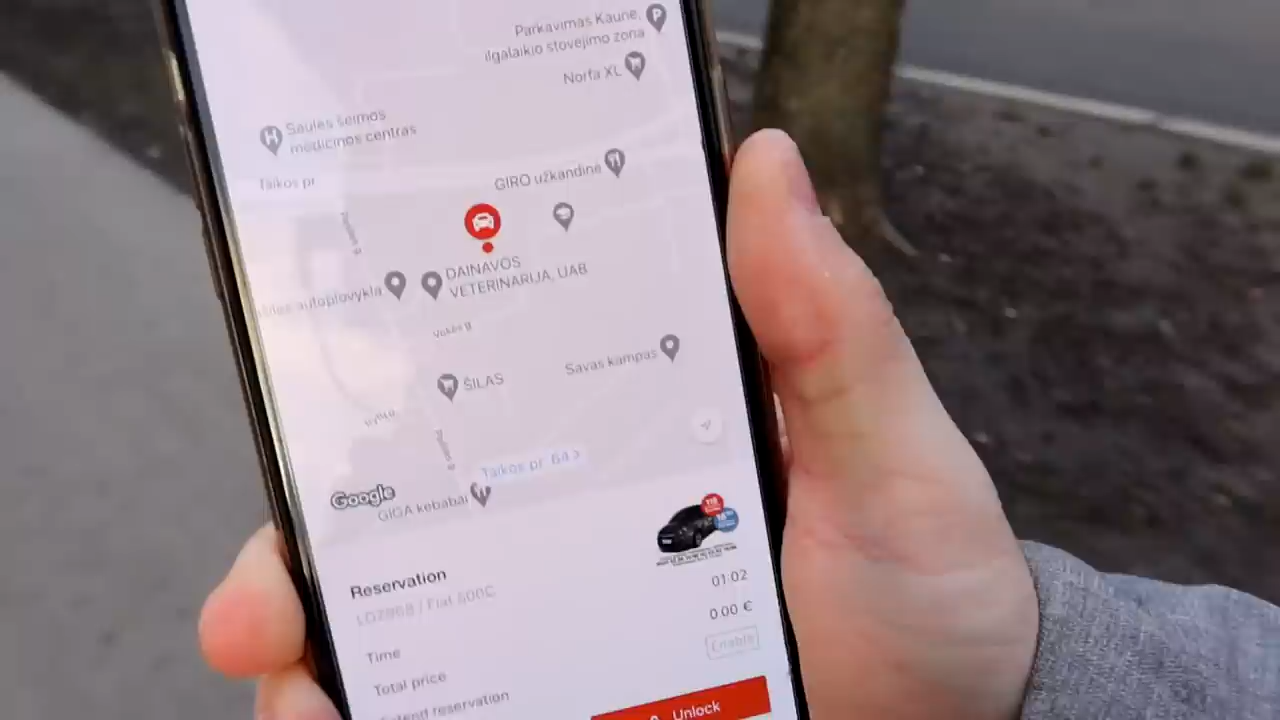 Parkavimas Kaune,
ilgalaikio stovėjimo zona
Norfa XL
Saulės šeimos
medicinos centras
Taikos pr
GIRO užkandinė
DAINAVOS
VETERINARIJA, UAB
autoplovykla
Savas kampas
ŠILAS
Taikos pr. 64 >
Google
GIGA kebabai
Reservation
Fiat 500C
01:02
0.00 €
Time
Enable
Total price
reservation
Unlock